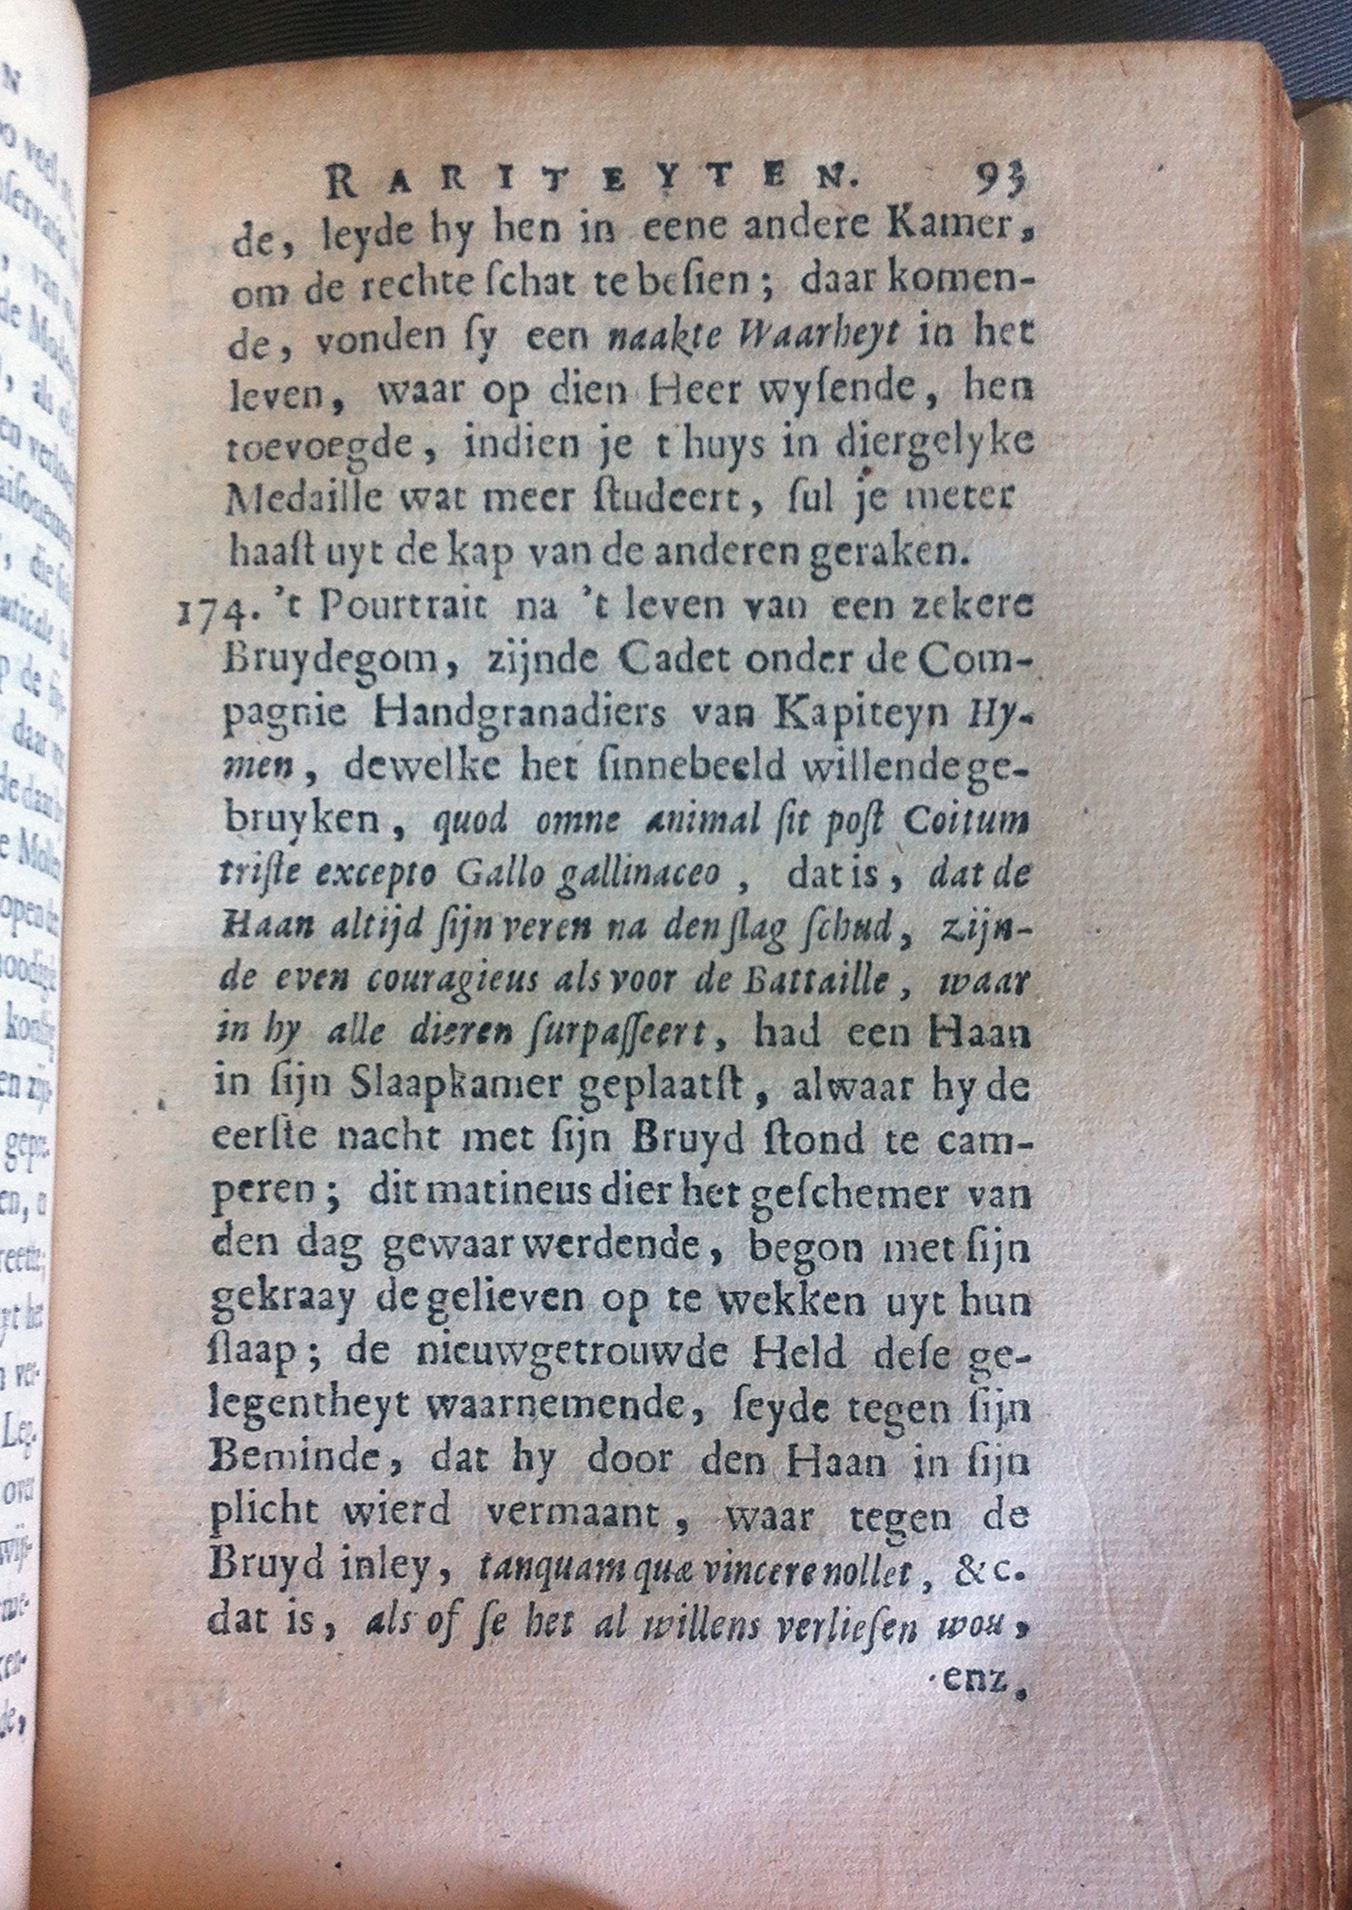 RARITEYTEN. 93
de, leyde hy hen in eene andere Kamer,
om de rechte ſchat te beſien; daar komen-
de, vonden ſy een naakte Waarheyt in het
leven, waar op dien Heer wyſende, hen
toevoegde, indien je t'huys in diergelyke
Medaille wat meer ſtudeert, ſul je meter
haaſt uyt de kap van de anderen geraken.
174. 't Pourtrait na 't leven van een zekere
Bruydegom, zijnde Cadet onder de Com-
pagnie Handgranadiers van Kapiteyn Hy-
men, dewelke het ſinnebeeld willende ge-
bruyken, quod omne animal ſit poſt Coitum
triſte excepto Gallo gallinaceo, dat is, dat de
Haan altijd ſijn veren na den ſlag ſchud, zijn-
de even couragieus als voor de Battaille, waar
in hy alle dieren ſurpaſſeert, had een Haan
in ſijn Slaapkamer geplaatſt, alwaar hy de
eerſte nacht met ſijn Bruyd ſtond te cam-
peren; dit matineus dier het geſchemer van
den dag gewaar werdende, begon met ſijn
gekraay de gelieven op te wekken uyt hun
ſlaap; de nieuwgetrouwde Held deſe ge-
legentheyt waarnemende, ſeyde tegen ſijn
Beminde, dat hy door den Haan in ſijn
plicht wierd vermaant, waar tegen de
Bruyd inley, tanquam quæ vincere nollet, &c.
dat is, als of ſe het al willens verlieſen wou,
enz.